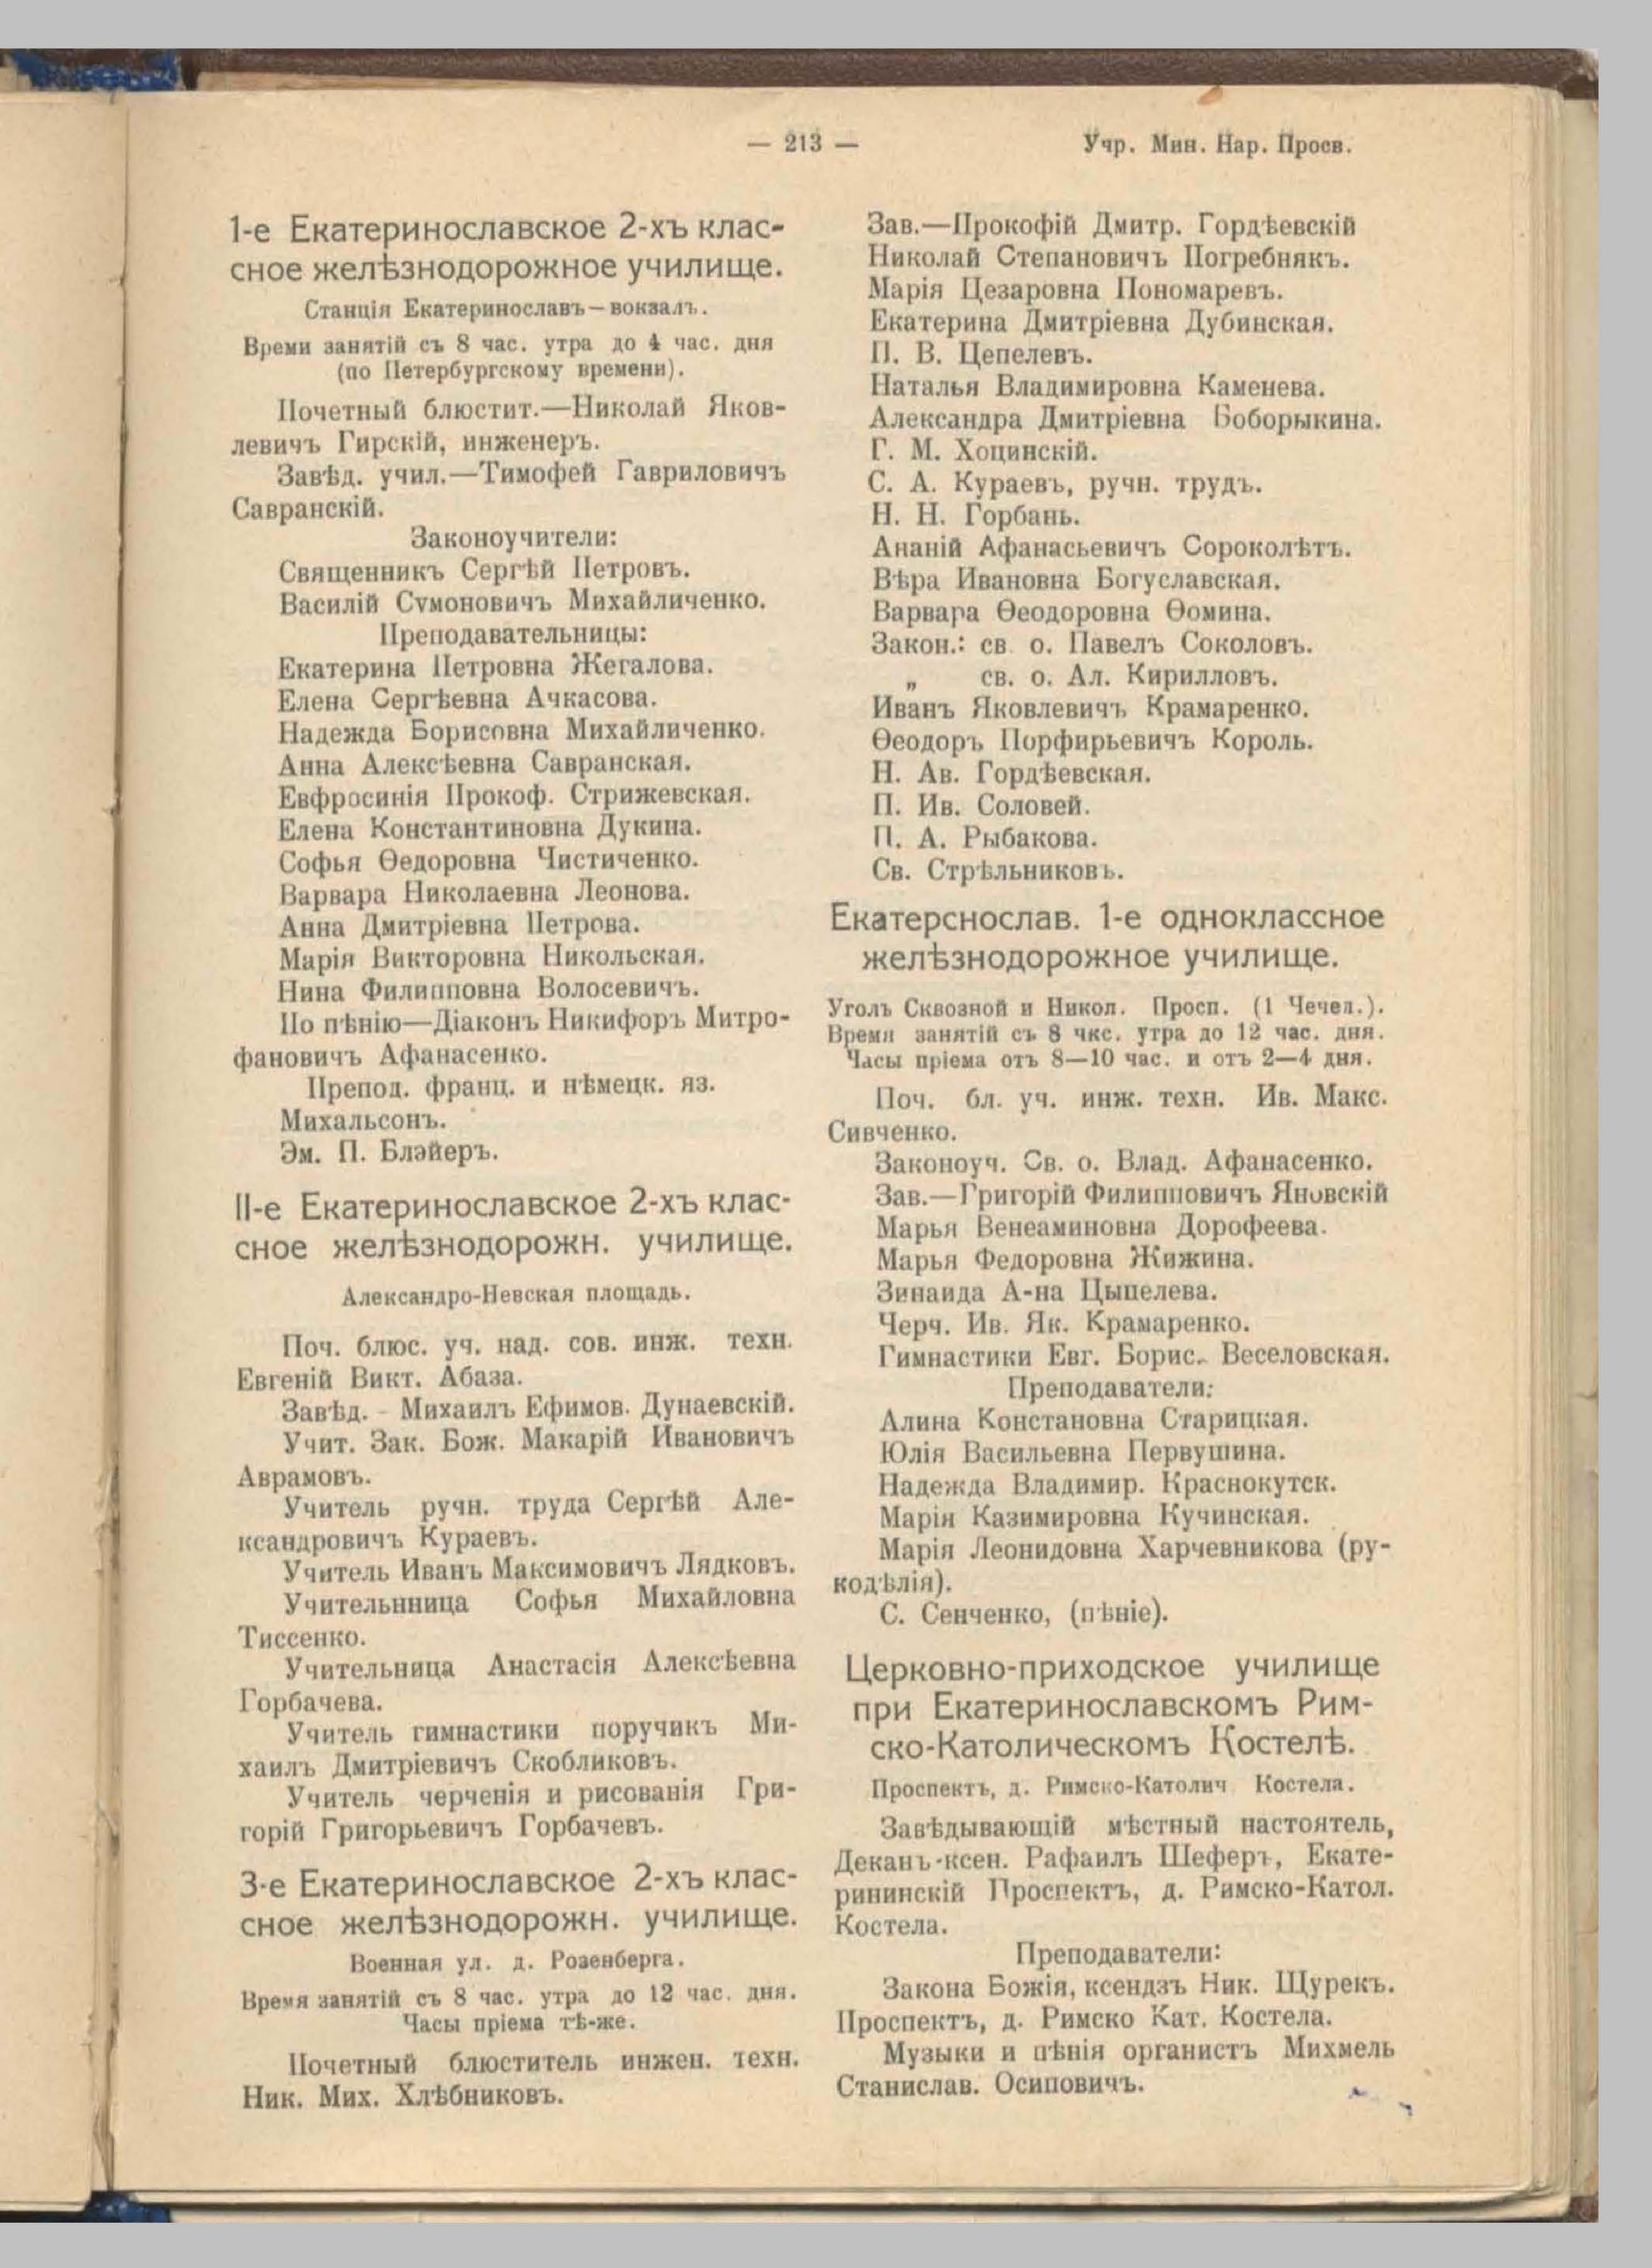 — 213 —
Учр. Мин. Нар. Просв.
1-е Екатеринославское 2-хъ клас-
сное желѣзнодорожное училище.
Станція Екатеринославъ—вокзалъ.
Времи занятій съ 8 час. утра до 4 час. дня
(по Петербургскому времени).
Почетный блюстит.—Николай Яков-
левичъ Гирскій, инженеръ.
Завѣд. учил.—Тимофей Гавриловичъ
Савранскій.
Законоучители:
Священникъ Сергѣй Петровъ.
Василій Сѵмоновичъ Михайличенко.
Преподавательницы:
Екатерина Петровна Жегалова.
Елена Сергѣевна Ачкасова.
Надежда Борисовна Михайличенко.
Анна Алексѣевна Савранская.
Евфросинія Прокоф. Стрижевская.
Елена Константиновна Дукина.
Софья Ѳедоровна Чистиченко.
Варвара Николаевна Леонова.
Анна Дмитріевна Петрова.
Марія Викторовна Никольская.
Нина Филипповна Волосевичъ.
По пѣнію—Діаконъ Никифоръ Митро-
фановичъ Афанасенко.
Препод. франц. и нѣмецк. яз.
Михальсонъ.
Эм. П. Блэйеръ.
II-е Екатеринославское 2-хъ клас-
сное желѣзнодорожн. училище.
Александро-Невская площадь.
Поч. блюс. уч. над. сов. инж. техн.
Евгеній Викт. Абаза.
Завѣд. - Михаилъ Ефимов. Дунаевскій.
Учит. Зак. Бож. Макарій Ивановичъ
Аврамовъ.
Учитель ручн. труда Сергѣй Але-
ксандровичъ Кураевъ.
Учитель Иванъ Максимовичъ Лядковъ.
Учительнница Софья Михайловна
Тиссенко.
Учительница Анастасія Алексѣевна
Горбачева.
Учитель гимнастики поручикъ Ми-
хаилъ Дмитріевичъ Скобликовъ.
Учитель черченія и рисованія Гри-
горій Григорьевичъ Горбачевъ.
3-е Екатеринославское 2-хъ клас-
сное желѣзнодорожн. училище.
Военная ул. д. Розенберга.
Время занятій съ 8 час. утра до 12 час. дня.
Часы пріема тѣ-же.
Почетный блюститель инжен. техн.
Ник. Мих. Хлѣбниковъ.
Зав.—Прокофій Дмитр. Гордѣевскій
Николай Степановичъ Погребнякъ.
Марія Цезаровна Пономаревъ.
Екатерина Дмитріевна Дубинская.
П. В. Цепелевъ.
Наталья Владимировна Каменева.
Александра Дмитріевна Боборыкина.
Г. М. Хоцинскій.
С. А. Кураевъ, ручн. трудъ.
Н. Н. Горбань.
Ананій Афанасьевичъ Сороколѣтъ.
Вѣра Ивановна Богуславская.
Варвара Ѳеодоровна Ѳомина.
Закон.: св. о. Павелъ Соколовъ.
„ св. о. Ал. Кирилловъ.
Иванъ Яковлевичъ Крамаренко.
Ѳеодоръ Порфирьевичъ Король.
Н. Ав. Гордѣевская.
П. Ив. Соловей.
П. А. Рыбакова.
Св. Стрѣльниковъ.
Екатерснослав. 1-е одноклассное
желѣзнодорожное училище.
Уголъ Сквозной и Никол. Просп. (1 Чечел.).
Время занятій съ 8 чкс. утра до 12 час. дня.
Часы пріема отъ 8—10 час. и отъ 2—4 дня.
Поч. бл. уч. инж. техн. Ив. Макс.
Сивченко.
Законоуч. Св. о. Влад. Афанасенко.
Зав.—Григорій Филипповичъ Яновскій
Марья Венеаминовна Дорофеева.
Марья Федоровна Жижина.
Зинаида А-на Цыпелева.
Черч. Ив. Як. Крамаренко.
Гимнастики Евг. Борис. Веселовская.
Преподаватели:
Алина Констановна Старицкая.
Юлія Васильевна Первушина.
Надежда Владимир. Краснокутск.
Марія Казимировна Кучинская.
Марія Леонидовна Харчевникова (ру-
кодѣлія).
С. Сенченко, (пѣніе).
Церковно-приходское училище
при Екатеринославскомъ Рим-
ско-Католическомъ Костелѣ.
Проспектъ, д. Римско-Католич Костела.
Завѣдывающій мѣстный настоятель,
Деканъ-ксен. Рафаилъ Шеферъ, Екате-
рининскій Проспектъ, д. Римско-Катол.
Костела.
Преподаватели:
Закона Божія, ксендзъ Ник. Щурекъ.
Проспектъ, д. Римско Кат. Костела.
Музыки и пѣнія органистъ Михмель
Станислав. Осиповичъ.